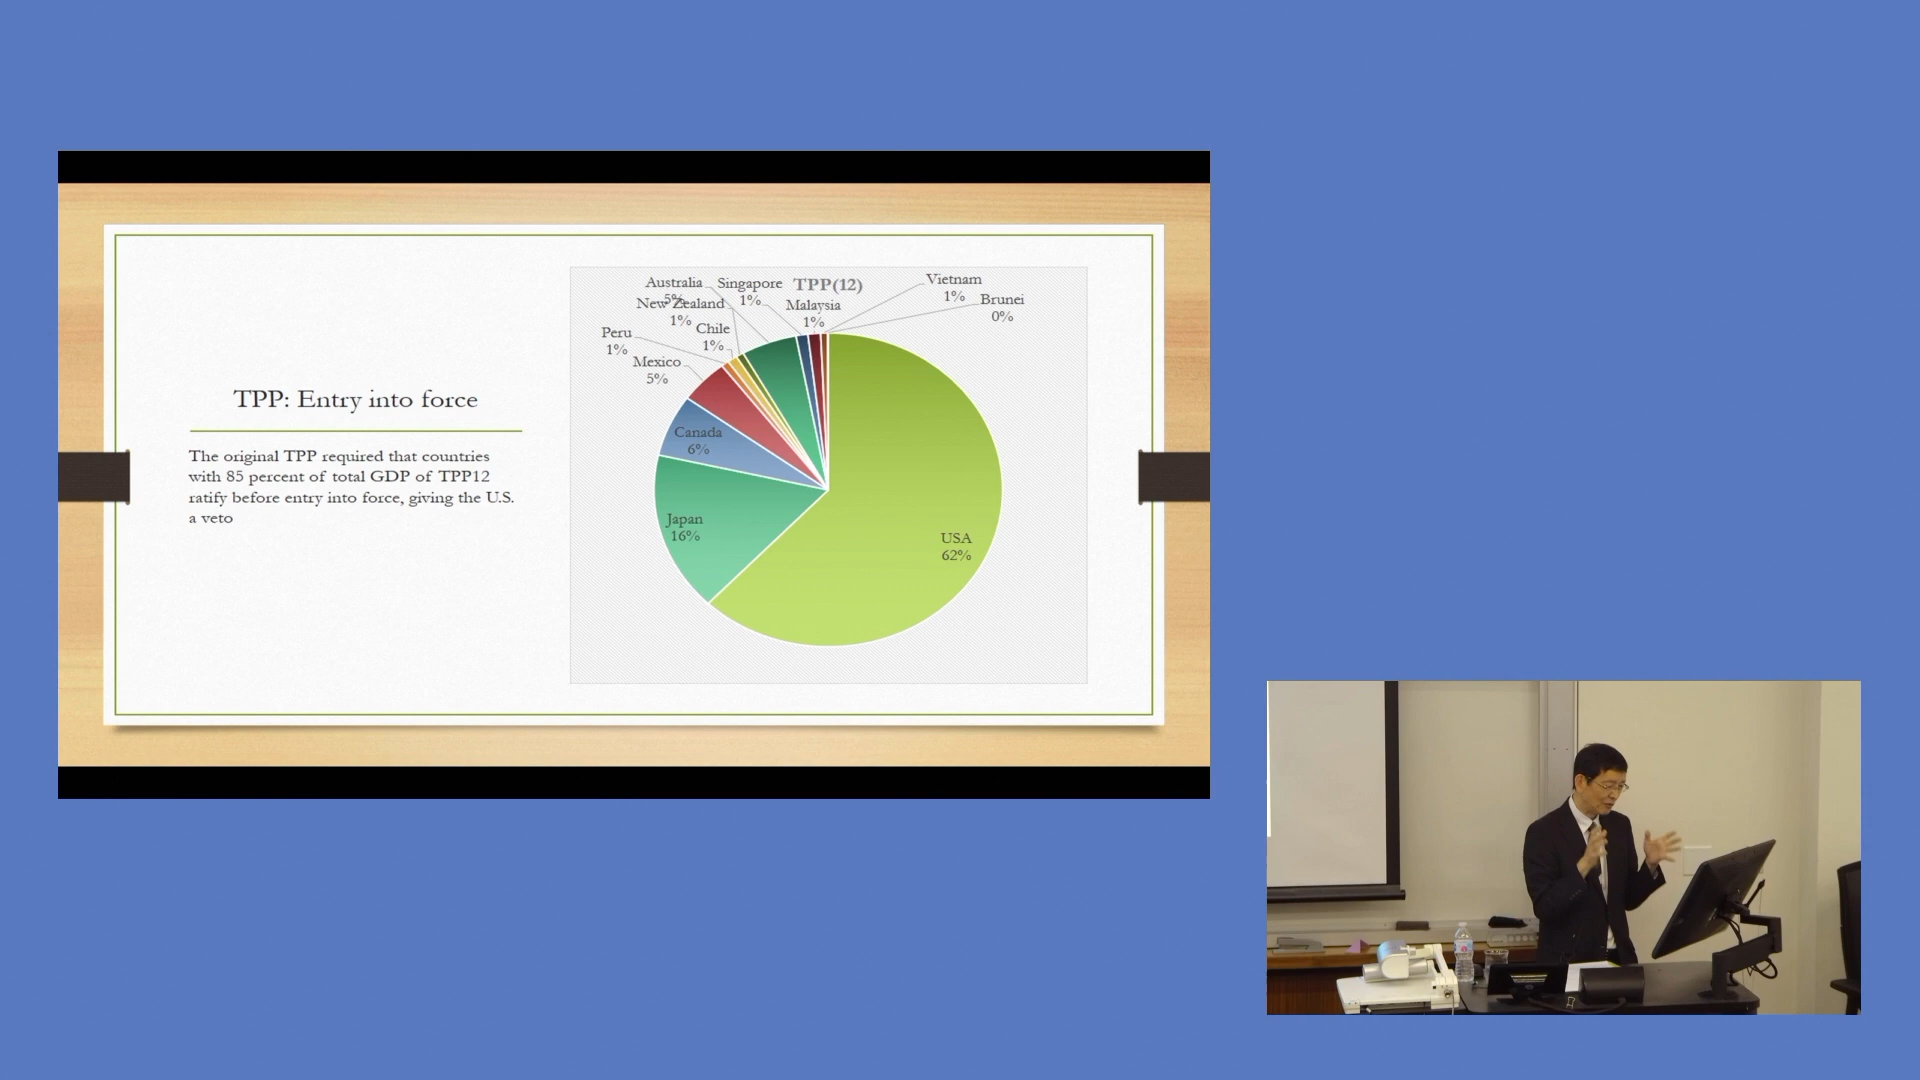 TPP: Entry into force
The original TPP required that countries
with 85 percent of total GDP of TPP12
ratify before entry into force, giving the U.S.
a veto
TPP(12)
Australia
5%
New Zealand
1%
Singapore
1%
Malaysia
1%
Vietnam
1%
Brunei
0%
Peru
1%
Chile
1%
Mexico
5%
Canada
6%
Japan
16%
USA
62%